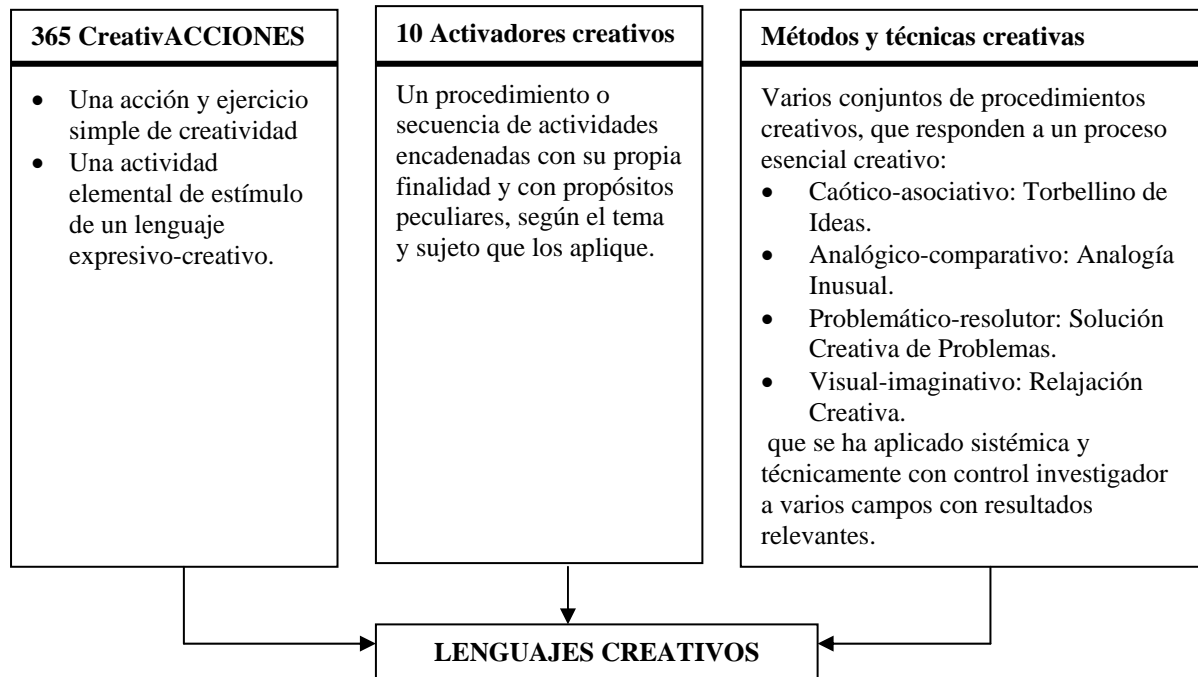 365 CreativACCIONES
• Una acción y ejercicio
simple de creatividad
• Una actividad
elemental de estímulo
de un lenguaje
expresivo-creativo.
10 Activadores creativos
Un procedimiento o
secuencia de actividades
encadenadas con su propia
finalidad y con propósitos
peculiares, según el tema
y sujeto que los aplique.
Métodos y técnicas creativas
Varios conjuntos de procedimientos
creativos, que responden a un proceso
esencial creativo:
• Caótico-asociativo: Torbellino de
Ideas.
• Analógico-comparativo: Analogía
Inusual.
• Problemático-resolutor: Solución
Creativa de Problemas.
• Visual-imaginativo: Relajación
Creativa.
que se ha aplicado sistémica y
técnicamente con control investigador
a varios campos con resultados
relevantes.
LENGUAJES CREATIVOS